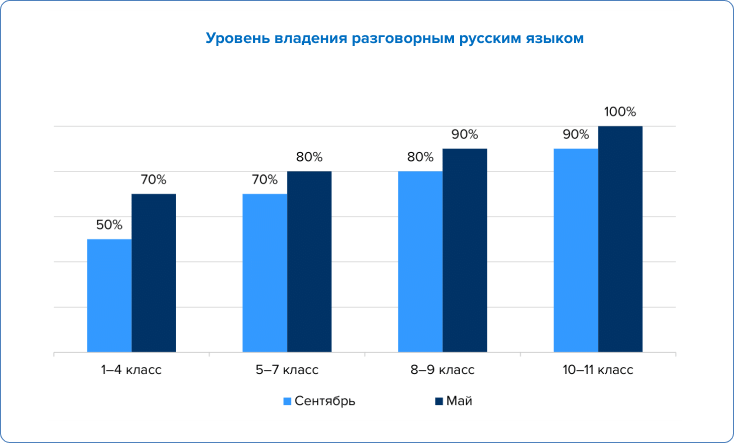 Уровень владения разговорным русским языком
50%
70%
70%
80%
80%
90%
90%
100%
1–4 класс
5–7 класс
8–9 класс
10–11 класс
Сентябрь
Май